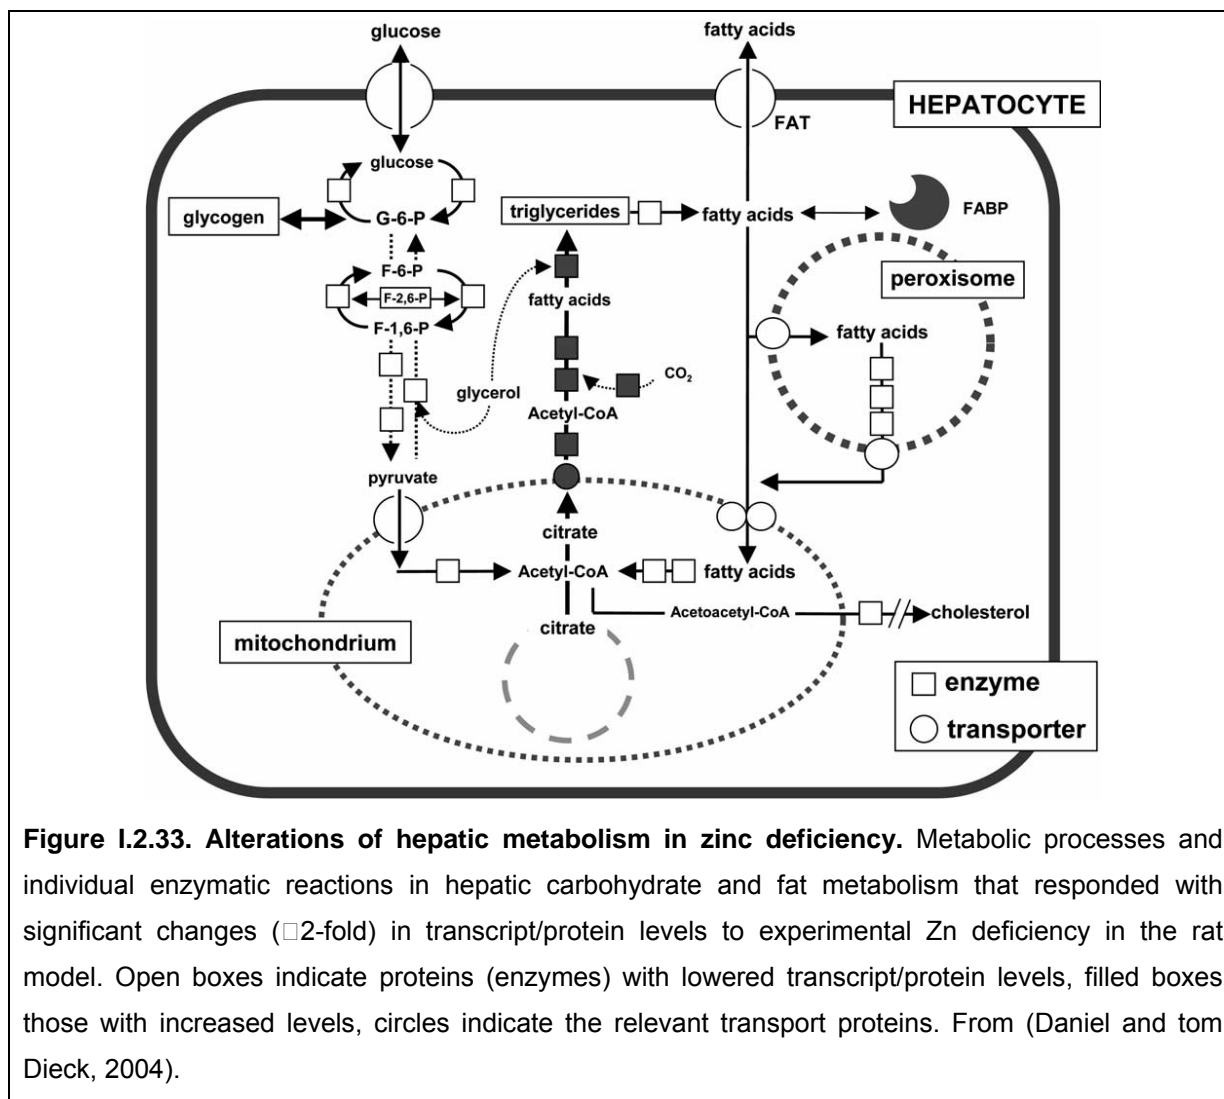 glucose
fatty acids
HEPATOCYTE
FAT
glucose
glycogen
G-6-P
triglycerides
fatty acids
FABP
F-6-P
F-2,6-P
F-1,6-P
fatty acids
peroxisome
fatty acids
glycerol
CO2
Acetyl-CoA
pyruvate
citrate
Acetyl-CoA
fatty acids
Acetoacetyl-CoA
cholesterol
citrate
mitochondrium
enzyme
transporter
Figure I.2.33. Alterations of hepatic metabolism in zinc deficiency. Metabolic processes and
individual enzymatic reactions in hepatic carbohydrate and fat metabolism that responded with
significant changes (□2-fold) in transcript/protein levels to experimental Zn deficiency in the rat
model. Open boxes indicate proteins (enzymes) with lowered transcript/protein levels, filled boxes
those with increased levels, circles indicate the relevant transport proteins. From (Daniel and tom
Dieck, 2004).